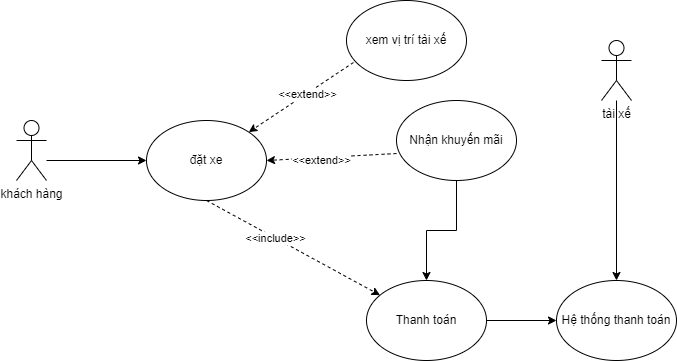 xem vị trí tài xế
<<extend>>
tài xế
Nhận khuyến mãi
đặt xe
<<extend>>
khách hàng
<<include>>
Thanh toán
Hệ thống thanh toán